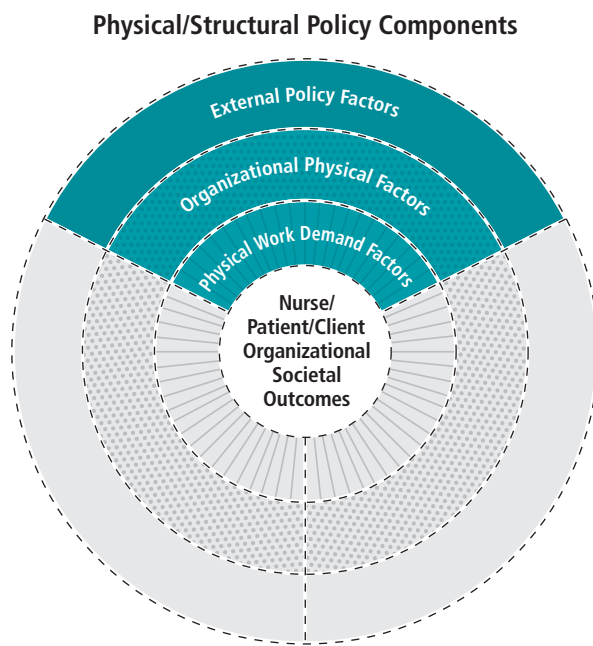 Physical/Structural Policy Components
External Policy Factors
Organizational Physical Factors
Physical Work Demand Factors
Nurse/
Patient/Client
Organizational
Societal
Outcomes